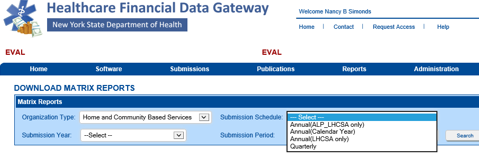 Healthcare Financial Data Gateway
New York State Department of Health
Welcome Nancy B Simonds
Home | Contact | Request Access | Help
EVAL EVAL
Home Software Submissions Publications Reports Administration
DOWNLOAD MATRIX REPORTS
Matrix Reports
Organization Type: Home and Community Based Services Submission Schedule: --- Select ---
Annual(ALP_LHCSA only)
Annual(Calendar Year)
Annual(LHCSA only)
Quarterly
Submission Year: --Select -- Submission Period: Search